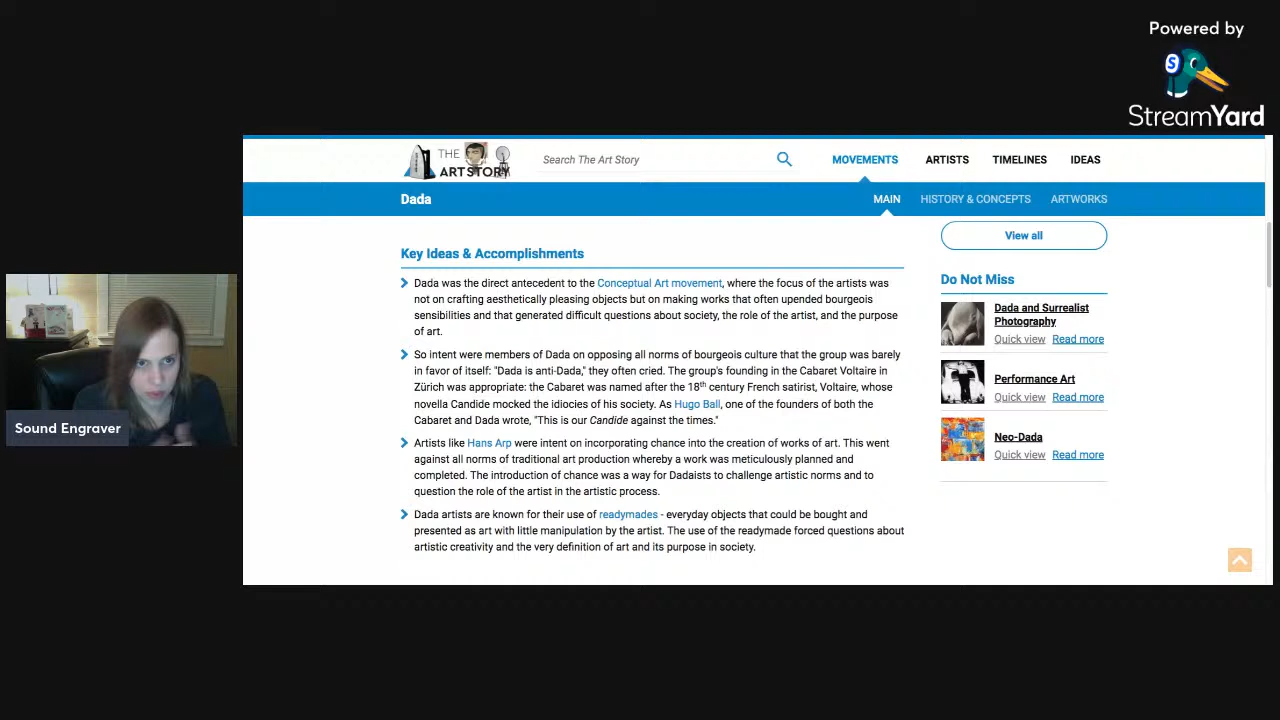 Powered by
S
StreamYard
THE
ARTSTORY
Search The Art Story
MOVEMENTS
ARTISTS
TIMELINES
IDEAS
Dada
MAIN
HISTORY & CONCEPTS
ARTWORKS
View all
Key Ideas & Accomplishments
Dada was the direct antecedent to the Conceptual Art movement, where the focus of the artists was
not on crafting aesthetically pleasing objects but on making works that often upended bourgeois
sensibilities and that generated difficult questions about society, the role of the artist, and the purpose
of art.
So intent were members of Dada on opposing all norms of bourgeois culture that the group was barely
in favor of itself: "Dada is anti-Dada," they often cried. The group's founding in the Cabaret Voltaire in
Zürich was appropriate: the Cabaret was named after the 18th century French satirist, Voltaire, whose
novella Candide mocked the idiocies of his society. As Hugo Ball, one of the founders of both the
Cabaret and Dada wrote, "This is our Candide against the times."
Artists like Hans Arp were intent on incorporating chance into the creation of works of art. This went
against all norms of traditional art production whereby a work was meticulously planned and
completed. The introduction of chance was a way for Dadaists to challenge artistic norms and to
question the role of the artist in the artistic process.
Dada artists are known for their use of readymades - everyday objects that could be bought and
presented as art with little manipulation by the artist. The use of the readymade forced questions about
artistic creativity and the very definition of art and its purpose in society.
Do Not Miss
Dada and Surrealist
Photography
Quick view Read more
Performance Art
Quick view Read more
Neo-Dada
Quick view Read more
Sound Engraver